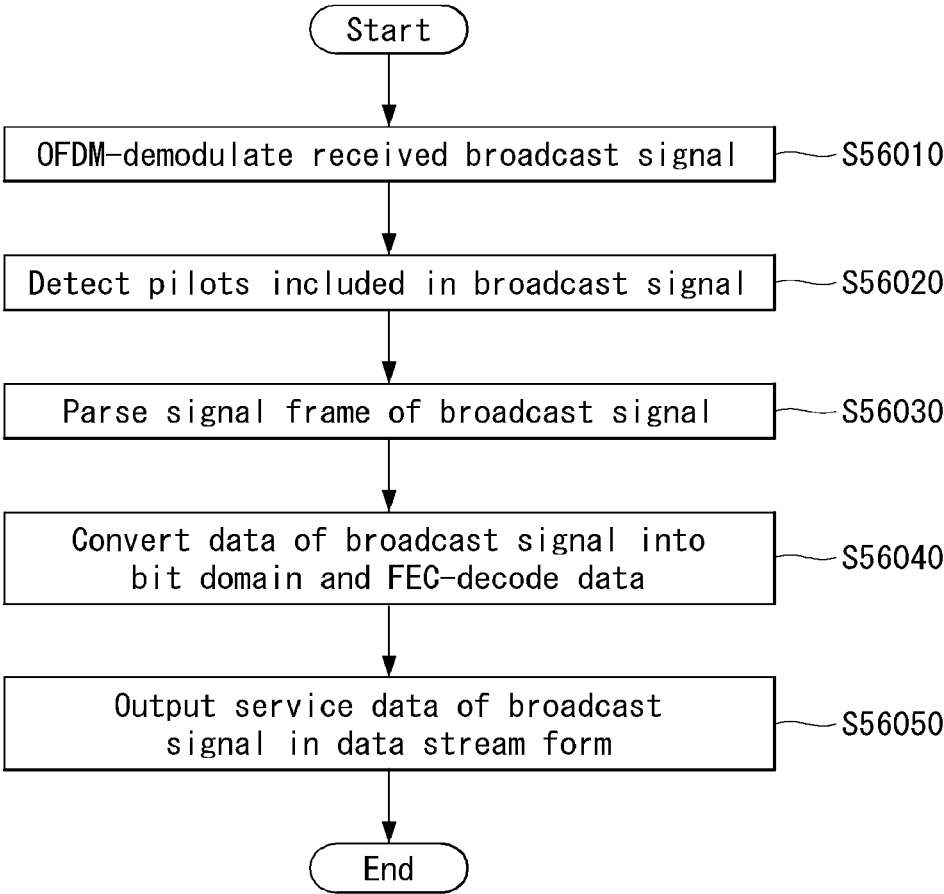 Start
OFDM-demodulate received broadcast signal
S56010
Detect pilots included in broadcast signal
S56020
Parse signal frame of broadcast signal
S56030
Convert data of broadcast signal into
bit domain and FEC-decode data
S56040
Output service data of broadcast
signal in data stream form
S56050
End